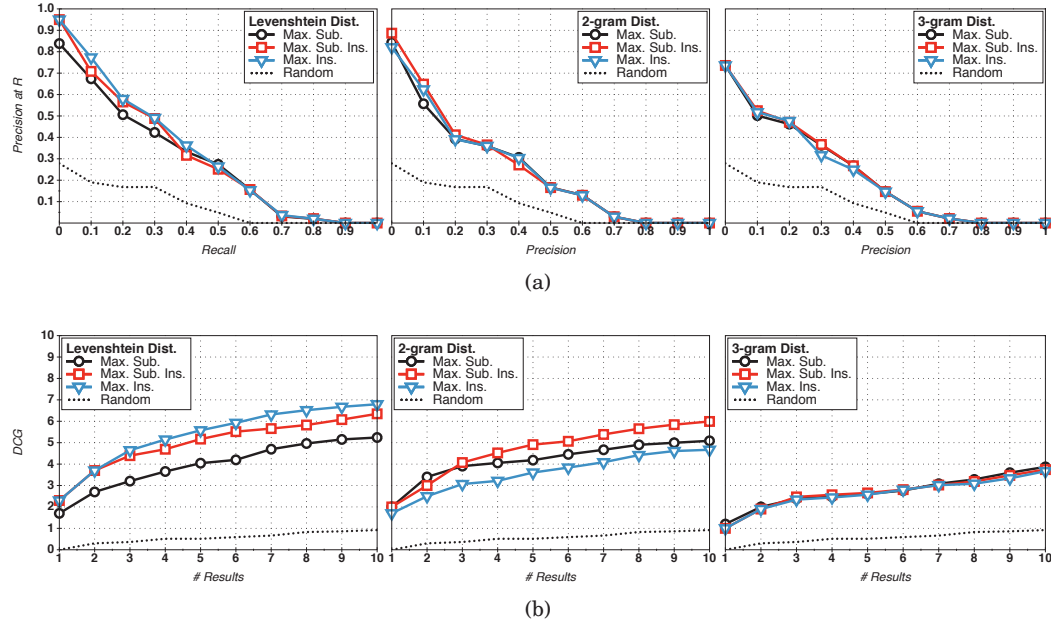 1.0
0.9
0.8
0.7
0.6
0.5
0.4
0.3
0.2
0.1
Precision at R
Levenshtein Dist.
Max. Sub.
Max. Sub. Ins.
Max. Ins.
Random
0 0.1 0.2 0.3 0.4 0.5 0.6 0.7 0.8 0.9
Recall
2-gram Dist.
Max. Sub.
Max. Sub. Ins.
Max. Ins.
Random
0 0.1 0.2 0.3 0.4 0.5 0.6 0.7 0.8 0.9
Precision
3-gram Dist.
Max. Sub.
Max. Sub. Ins.
Max. Ins.
Random
0 0.1 0.2 0.3 0.4 0.5 0.6 0.7 0.8 0.9 1
Precision
(a)
10
9
8
7
6
5
4
3
2
1
0
DCG
Levenshtein Dist.
Max. Sub.
Max. Sub. Ins.
Max. Ins.
Random
1 2 3 4 5 6 7 8 9 10
# Results
2-gram Dist.
Max. Sub.
Max. Sub. Ins.
Max. Ins.
Random
1 2 3 4 5 6 7 8 9 10
# Results
3-gram Dist.
Max. Sub.
Max. Sub. Ins.
Max. Ins.
Random
1 2 3 4 5 6 7 8 9 10
# Results
(b)